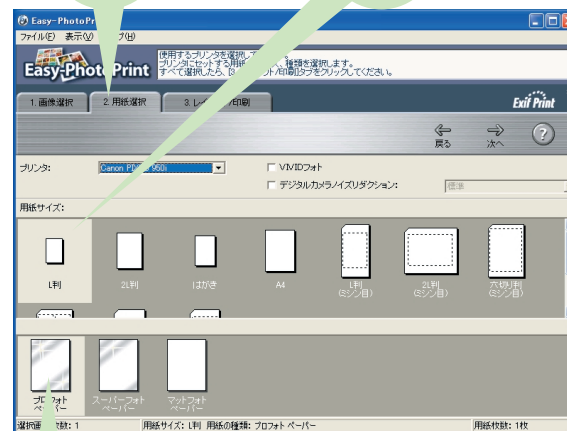 Easy-PhotoPr
ファイル(F) 表示(V)
Easy-PhotoPrint
使用するプリンタを選択して
プリンタにセットする用紙 種類を選択します。
すべて選択したら、 ト/印刷]タブをクリックしてください。
1. 画像選択 2. 用紙選択 3. レイ /印刷
Exif Print
戻る 次へ ?
プリンタ: Canon P 950i VIVIDフォト
デジタルカメラノイズリダクション: 標準
用紙サイズ:
L判 2L判 はがき A4 L判 2L判 六切り判
(ミシン目) (ミシン目) (ミシン目)
プロフォト スーパーフォト マットフォト
ペーパー ペーパー ペーパー
選択画 枚数: 1 用紙サイズ: L判 用紙の種類: プロフォト ペーパー 用紙枚数: 1枚